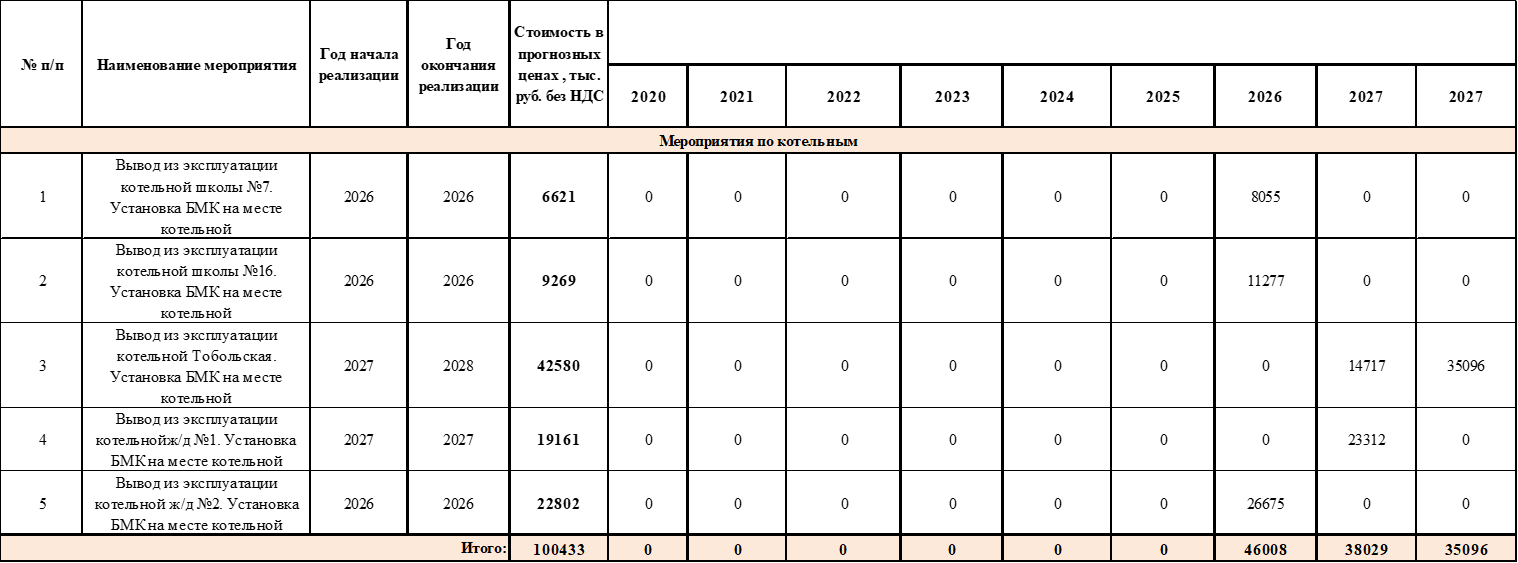 № п/п
Наименование мероприятия
Год начала
реализации
Год
окончания
реализации
Стоимость в
прогнозных
ценах , тыс.
руб. без НДС
2020 2021 2022 2023 2024 2025 2026 2027 2027
Мероприятия по котельным
Вывод из эксплуатации
котельной школы №7.
1 2026 2026 6621 0 0 0 0 0 0 8055 0 0
Установка БМК на месте
котельной
Вывод из эксплуатации
котельной школы №16.
2 2026 2026 9269 0 0 0 0 0 0 11277 0 0
Установка БМК на месте
котельной
Вывод из эксплуатации
котельной Тобольская.
3 2027 2028 42580 0 0 0 0 0 0 0 14717 35096
Установка БМК на месте
котельной
Вывод из эксплуатации
4 котельнойж/д №1. Установка 2027 2027 19161 0 0 0 0 0 0 0 23312 0
БМК на месте котельной
Вывод из эксплуатации
5 котельной ж/д №2. Установка 2026 2026 22802 0 0 0 0 0 0 26675 0 0
БМК на месте котельной
Итого: 100433 0 0 0 0 0 0 46008 38029 35096